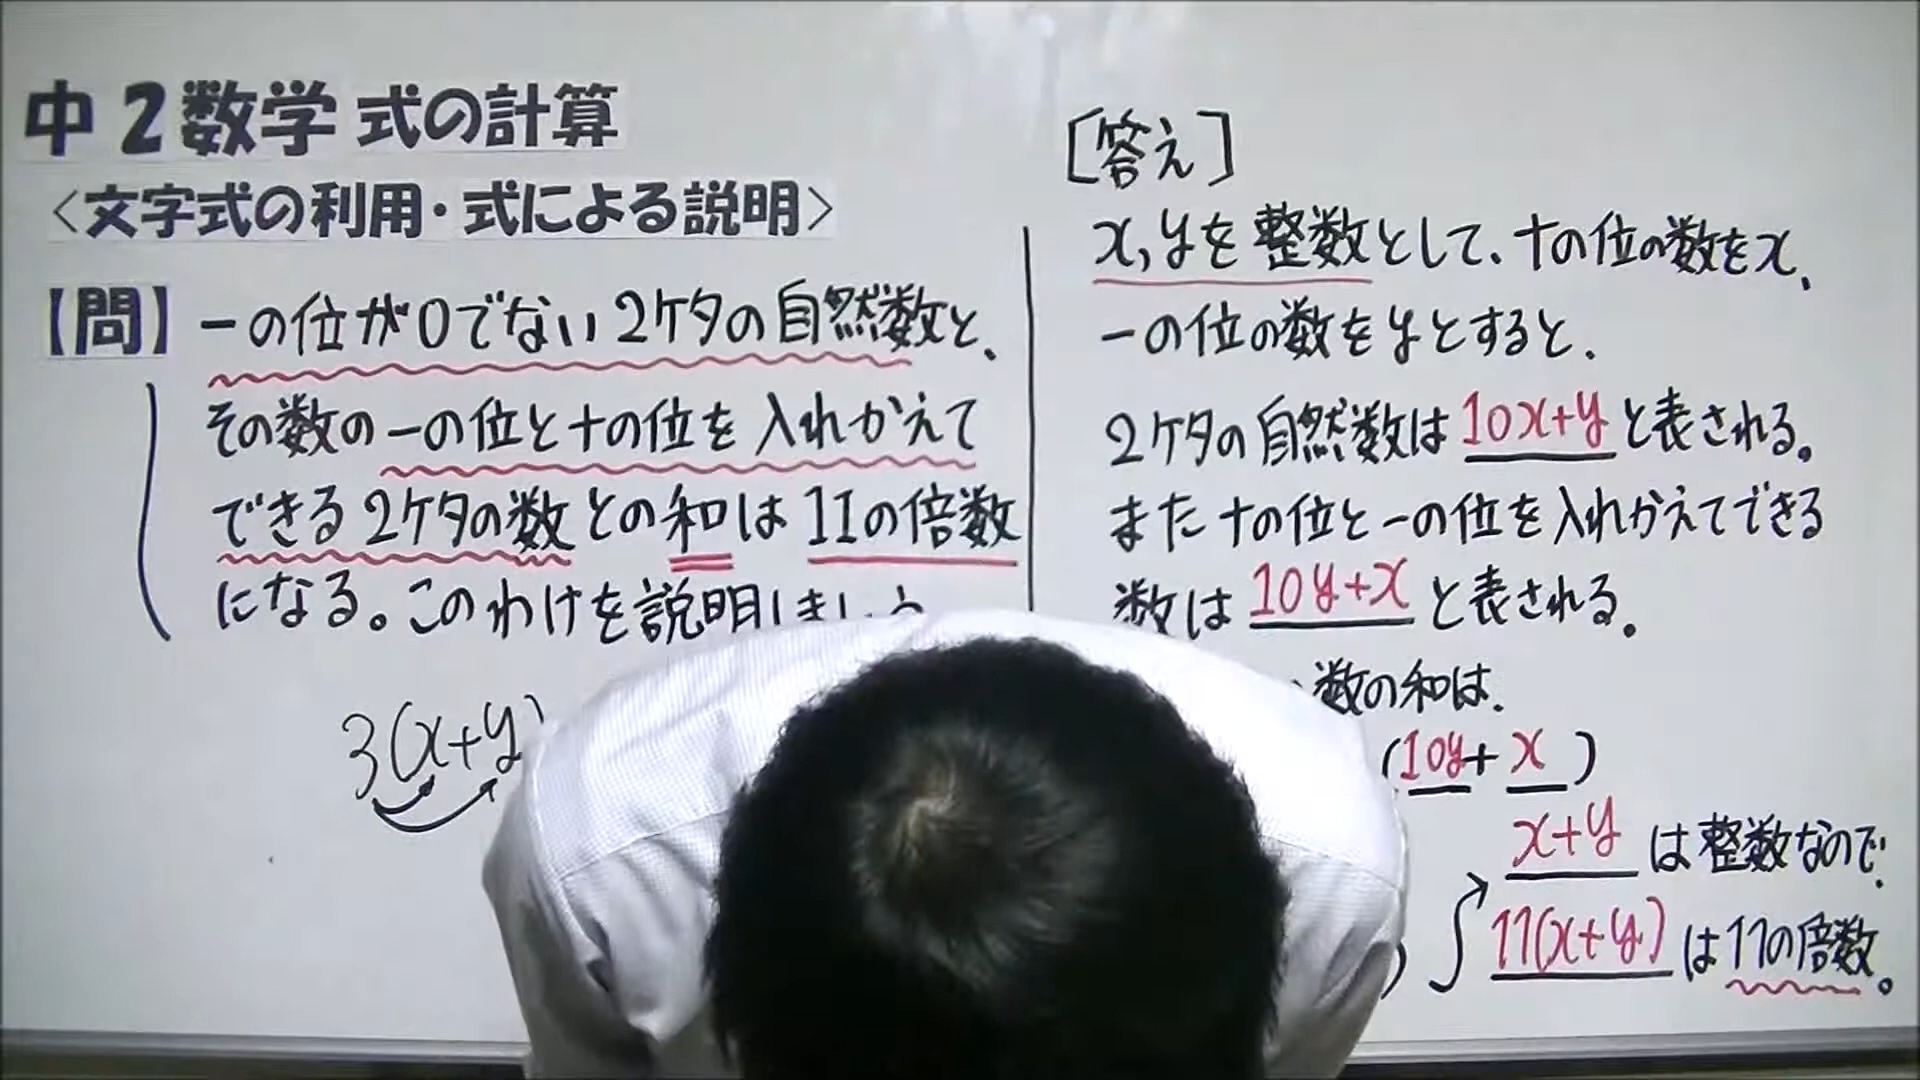 中2数学 式の計算
<文字式の利用・式による説明>
【問】一の位が0でない2ケタの自然数と、
その数の一の位と十の位を入れかえて
できる2ケタの数との和は11の倍数
になる。このわけを説明しましょう
3(x+y)
[答え]
x,yを整数として、十の位の数をx、
一の位の数をyとすると、
2ケタの自然数は10x+yと表される。
また十の位と一の位を入れかえてできる
数は10y+xと表される。
数の和は、
(10y+x)
x+yは整数なので、
)
11(x+y)は11の倍数。